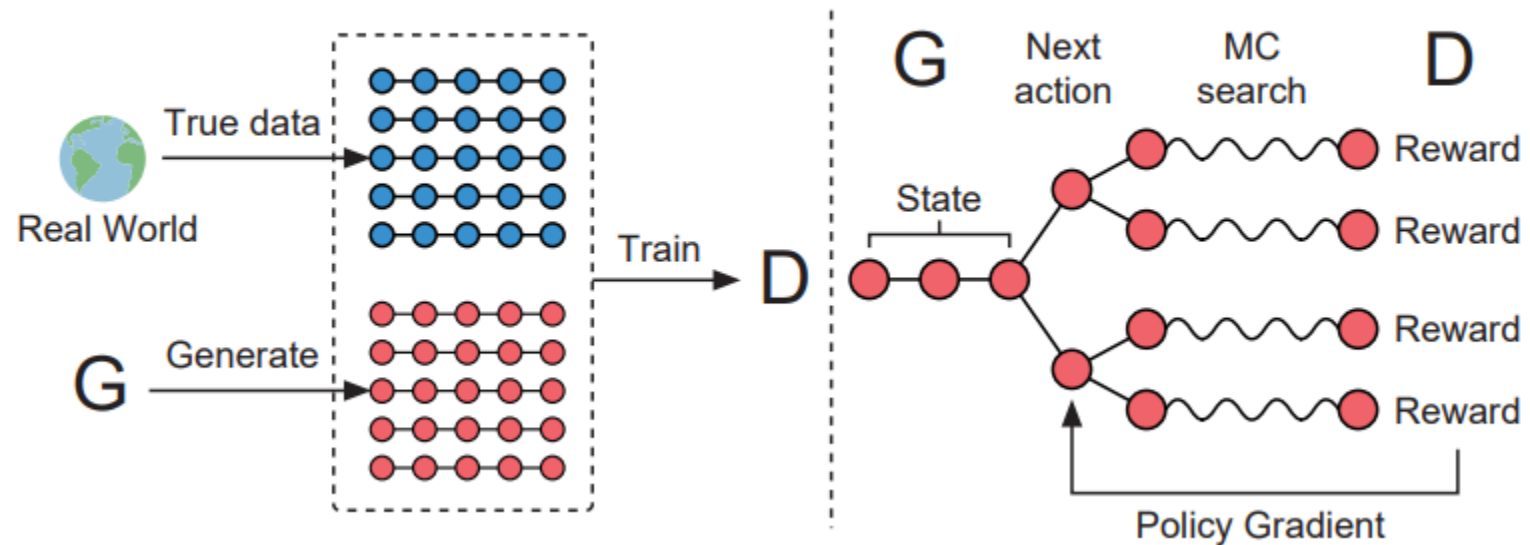 True data
Real World
G
Generate
Train
D
G
Next
action
MC
search
D
State
Reward
Reward
Reward
Reward
Policy Gradient